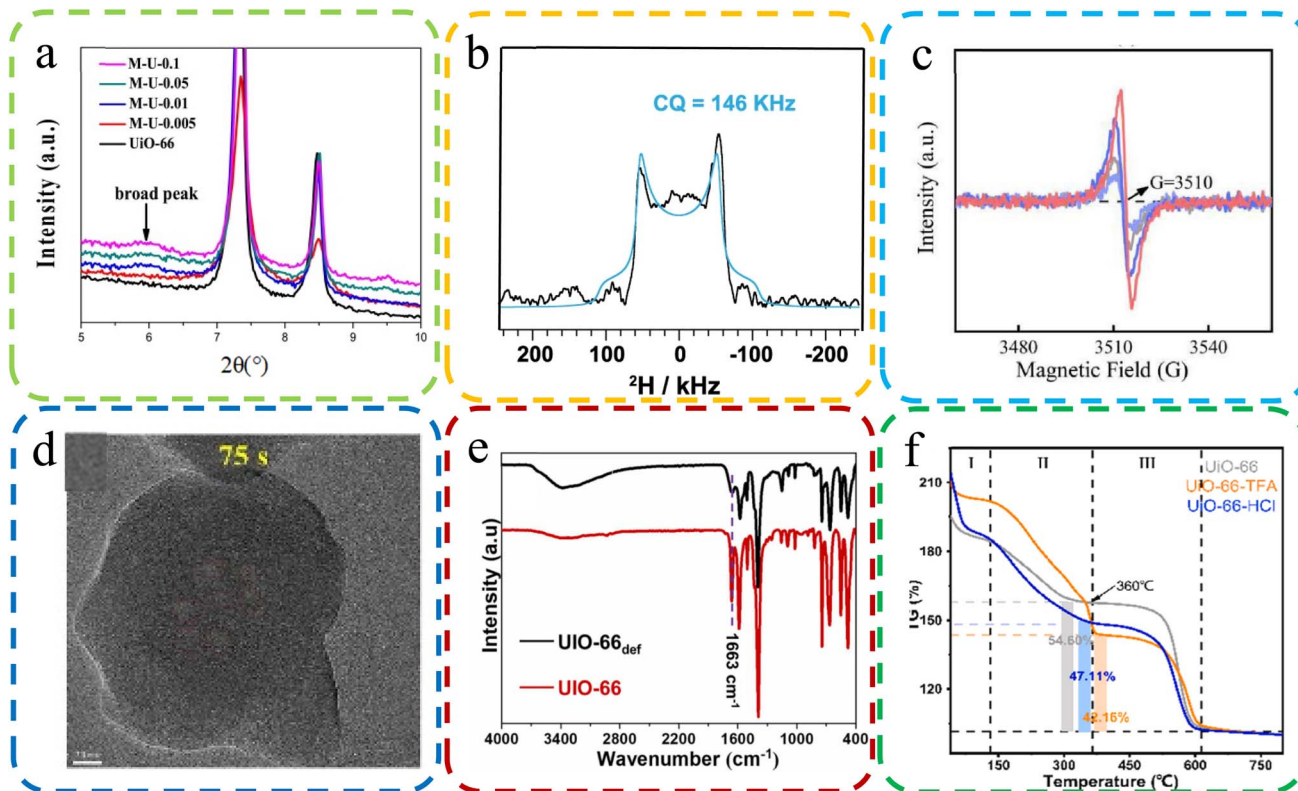 a
M-U-0.1
M-U-0.05
M-U-0.01
M-U-0.005
UiO-66
broad peak
Intensity (a.u.)
5 6 7 8 9 10
2θ(°)
b
CQ = 146 KHz
200 100 0 -100 -200
²H / kHz
c
Intensity (a.u.)
G=3510
3480 3510 3540
Magnetic Field (G)
d
75 s
e
Intensity (a.u)
1663 cm⁻¹
UIO-66def
UIO-66
4000 3400 2800 2200 1600 1000 400
Wavenumber (cm⁻¹)
f
I II III
UiO-66
UiO-66-TFA
UiO-66-HCl
TG (%)
210
180
150
120
360℃
54.60%
47.11%
42.16%
150 300 450 600 750
Temperature (℃)